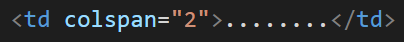 <td colspan="2">........</td>